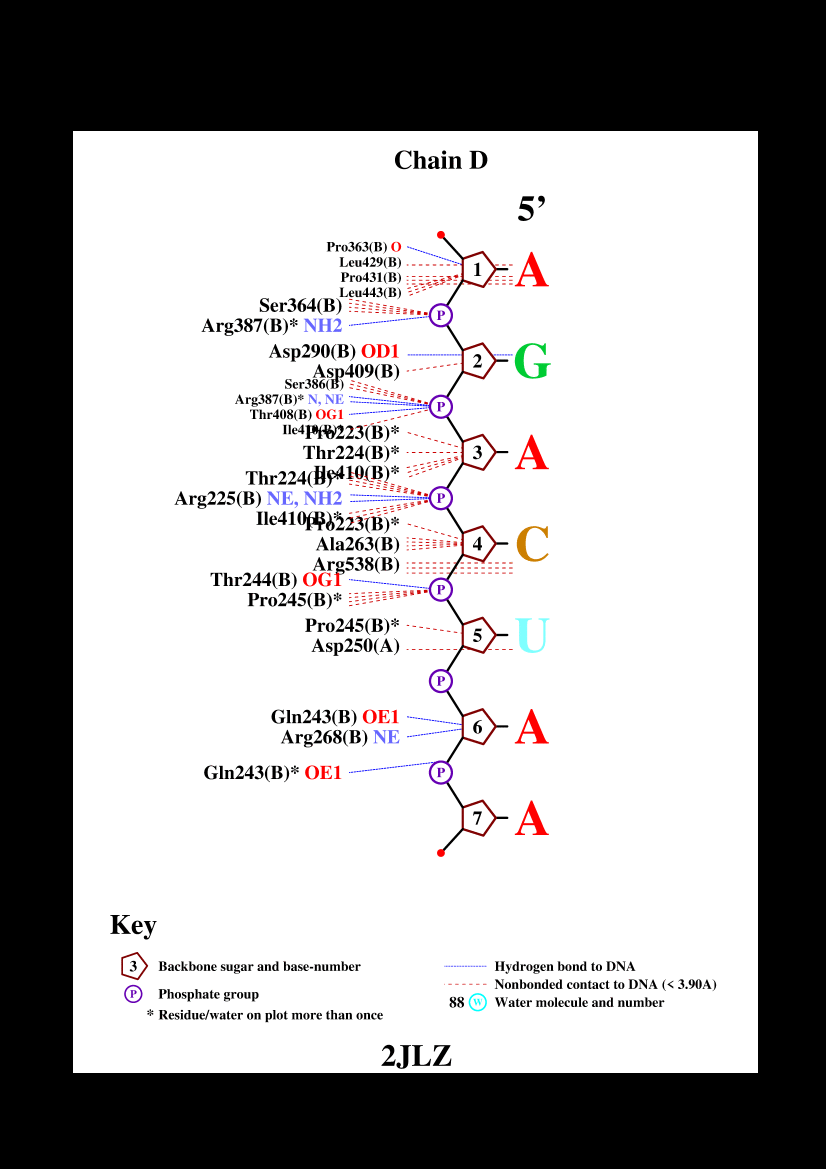 Chain D
5’
Pro363(B) O
Leu429(B)
Pro431(B)
Leu443(B)
1 A
Ser364(B)
Arg387(B)* NH2
P
Asp290(B) OD1
Asp409(B)
2 G
Ser386(B)
Arg387(B)* N, NE
Thr408(B) OG1
Ile410(B)*
P
Pro223(B)*
Thr224(B)*
Ile410(B)*
3 A
Thr224(B)*
Arg225(B) NE, NH2
Ile410(B)*
P
Pro223(B)*
Ala263(B)
Arg538(B)
4 C
Thr244(B) OG1
Pro245(B)*
P
Pro245(B)*
Asp250(A)
5 U
P
Gln243(B) OE1
Arg268(B) NE
6 A
Gln243(B)* OE1
P
7 A
Key
3 Backbone sugar and base-number
P Phosphate group
* Residue/water on plot more than once
Hydrogen bond to DNA
Nonbonded contact to DNA (< 3.90A)
88 W Water molecule and number
2JLZ